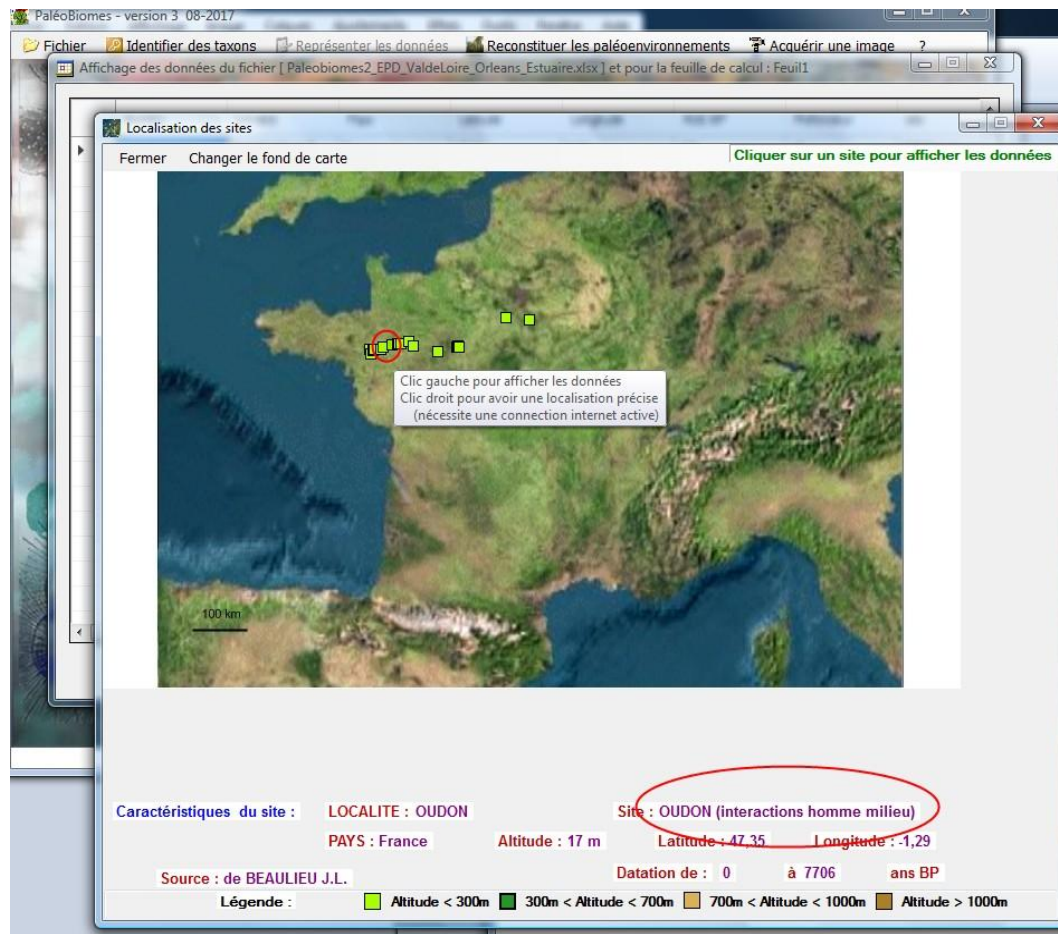 PaléoBiomes - version 3 08-2017
Fichier Identifier des taxons Représenter les données Reconstituer les paléoenvironnements Acquérir une image ?
Affichage des données du fichier [ Paleobiomes2_EPD_ValdeLoire_Orleans_Estuaire.xlsx ] et pour la feuille de calcul : Feuil1
Localisation des sites
Fermer Changer le fond de carte Cliquer sur un site pour afficher les données
Clic gauche pour afficher les données
Clic droit pour avoir une localisation précise
(nécessite une connection internet active)
100 km
Caractéristiques du site : LOCALITE : OUDON Site : OUDON (interactions homme milieu)
PAYS : France Altitude : 17 m Latitude : 47,35 Longitude : -1,29
Source : de BEAULIEU J.L. Datation de : 0 à 7706 ans BP
Légende : Altitude < 300m 300m < Altitude < 700m 700m < Altitude < 1000m Altitude > 1000m